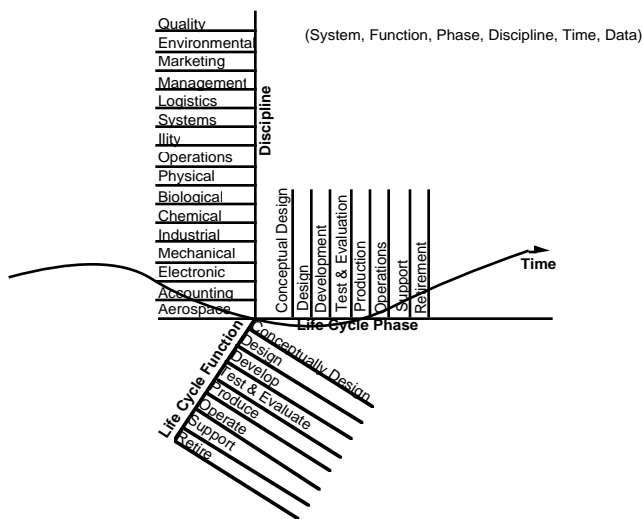 (System, Function, Phase, Discipline, Time, Data)
Quality
Environmental
Marketing
Management
Logistics
Systems
Ility
Operations
Physical
Biological
Chemical
Industrial
Mechanical
Electronic
Accounting
Aerospace
Discipline
Conceptual Design
Design
Development
Test & Evaluation
Production
Operations
Support
Retirement
Time
Life Cycle Phase
Life Cycle Function
Conceptually Design
Design
Develop
Test & Evaluate
Produce
Operate
Support
Retire